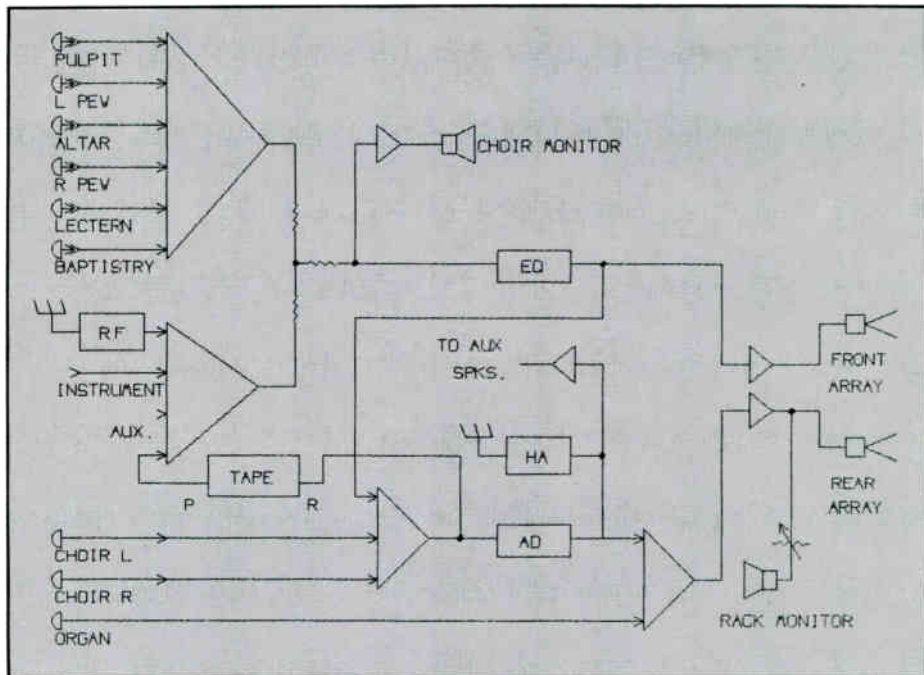 PULPIT
L PEW
ALTAR
R PEW
LECTERN
BAPTISTRY
CHOIR MONITOR
EQ
RF
INSTRUMENT
AUX.
TO AUX
SPKS.
FRONT
ARRAY
HA
TAPE
P
R
REAR
ARRAY
AD
CHOIR L
CHOIR R
ORGAN
RACK MONITOR